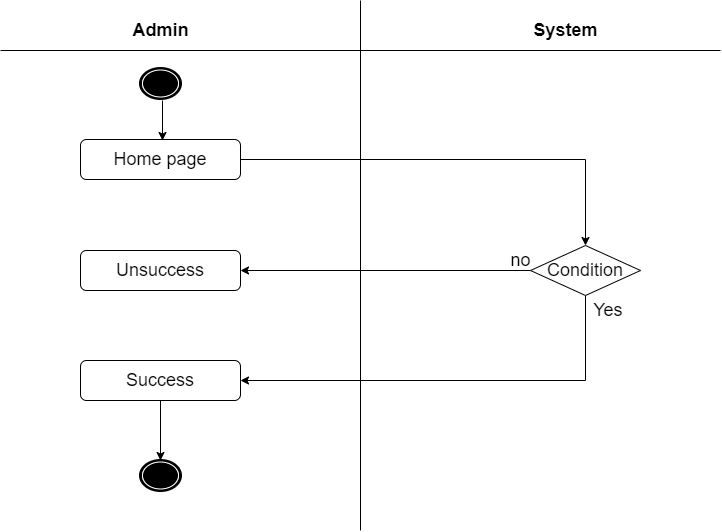 Admin
System
Home page
no
Condition
Unsuccess
Yes
Success